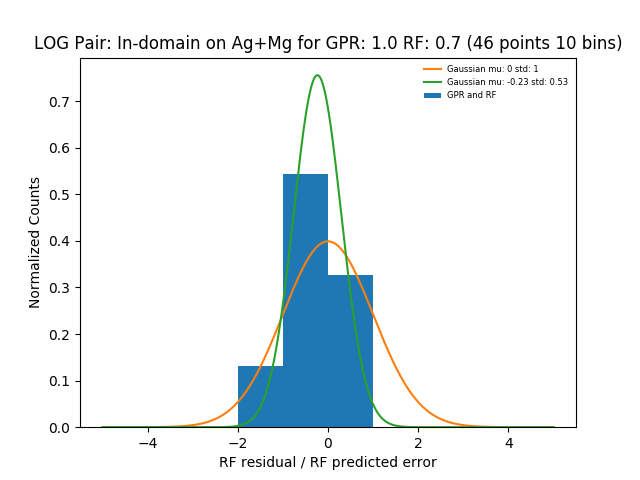 LOG Pair: In-domain on Ag+Mg for GPR: 1.0 RF: 0.7 (46 points 10 bins)
Gaussian mu: 0 std: 1
Gaussian mu: -0.23 std: 0.53
GPR and RF
Normalized Counts
0.7
0.6
0.5
0.4
0.3
0.2
0.1
0.0
−4 −2 0 2 4
RF residual / RF predicted error